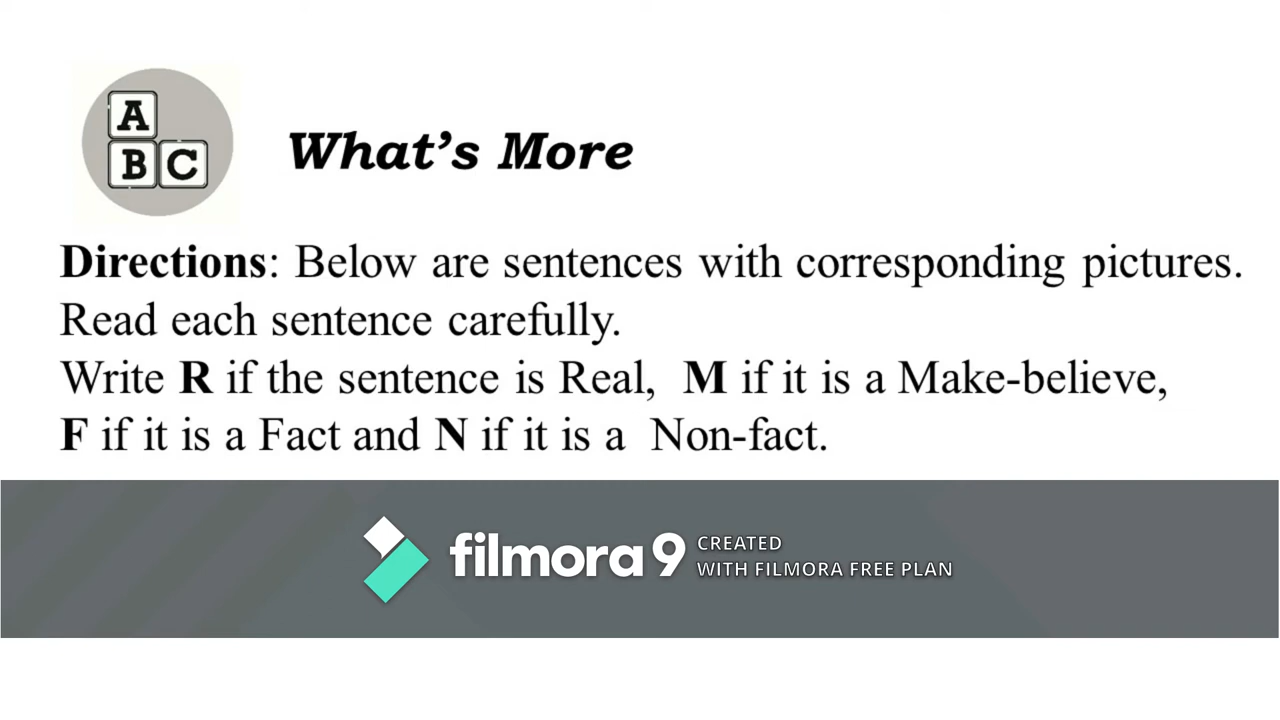 A
B C
What's More
Directions: Below are sentences with corresponding pictures.
Read each sentence carefully.
Write R if the sentence is Real, M if it is a Make-believe,
F if it is a Fact and N if it is a Non-fact.
filmora 9
CREATED
WITH FILMORA FREE PLAN